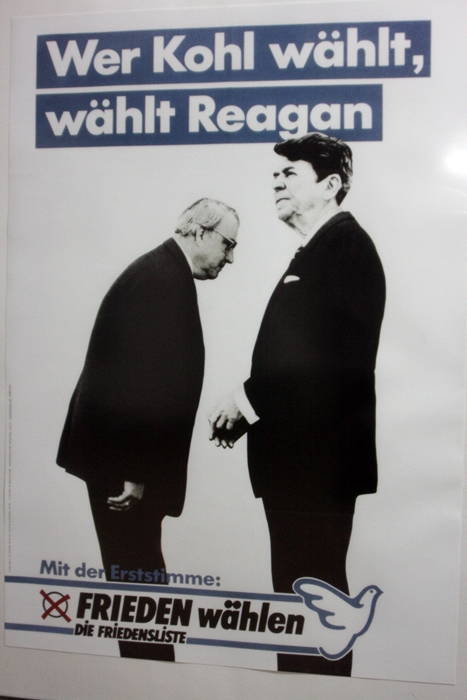 Wer Kohl wählt,
wählt Reagan
Mit der Erststimme:
FRIEDEN wählen
DIE FRIEDENSLISTE